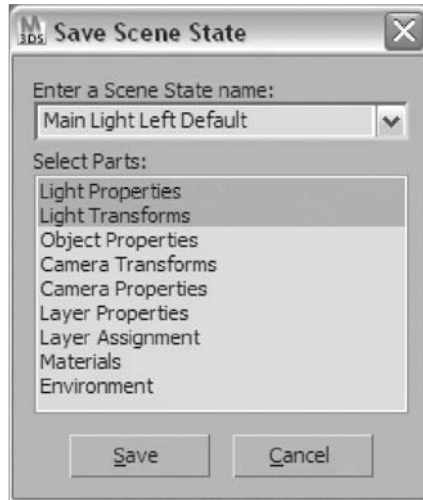 M
3DS Save Scene State
Enter a Scene State name:
Main Light Left Default
Select Parts:
Light Properties
Light Transforms
Object Properties
Camera Transforms
Camera Properties
Layer Properties
Layer Assignment
Materials
Environment
Save Cancel